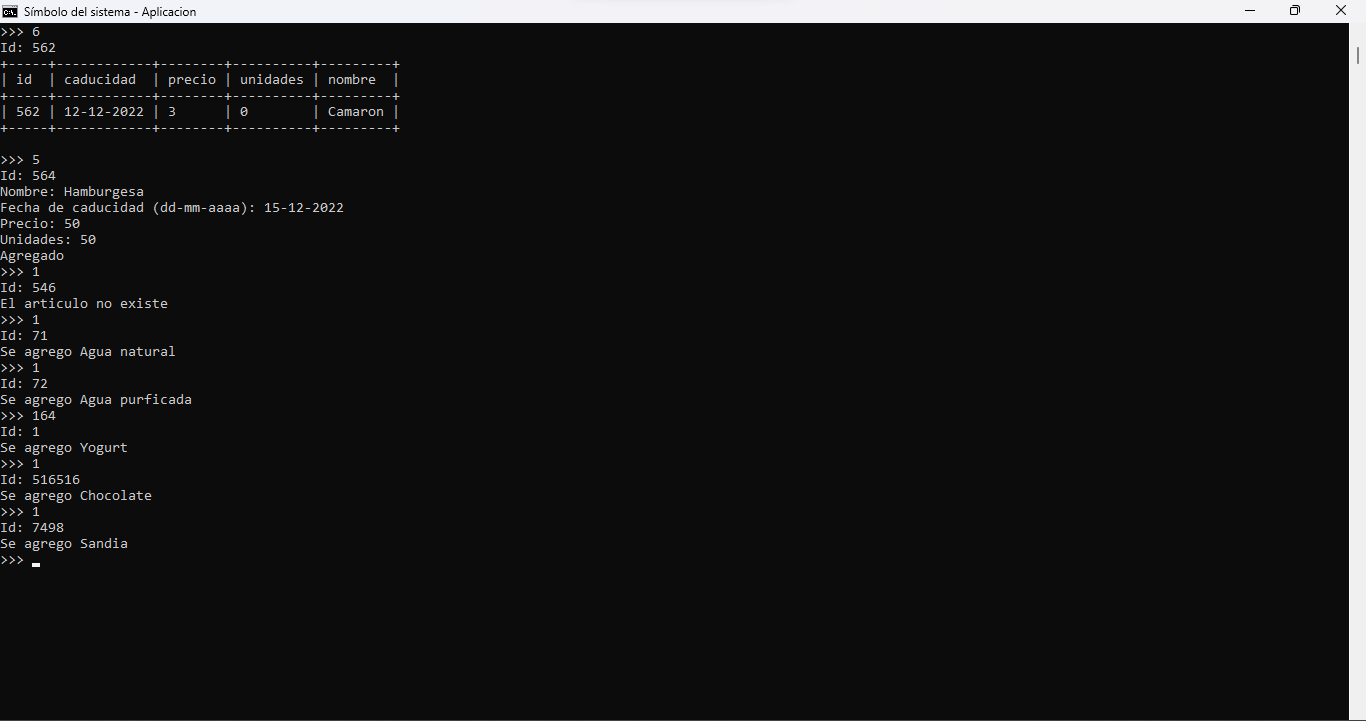 Símbolo del sistema - Aplicacion
>>> 6
Id: 562
+-----+------------+--------+----------+---------+
| id  | caducidad  | precio | unidades | nombre  |
+-----+------------+--------+----------+---------+
| 562 | 12-12-2022 | 3      | 0        | Camaron |
+-----+------------+--------+----------+---------+
>>> 5
Id: 564
Nombre: Hamburgesa
Fecha de caducidad (dd-mm-aaaa): 15-12-2022
Precio: 50
Unidades: 50
Agregado
>>> 1
Id: 546
El articulo no existe
>>> 1
Id: 71
Se agrego Agua natural
>>> 1
Id: 72
Se agrego Agua purficada
>>> 164
Id: 1
Se agrego Yogurt
>>> 1
Id: 516516
Se agrego Chocolate
>>> 1
Id: 7498
Se agrego Sandia
>>>